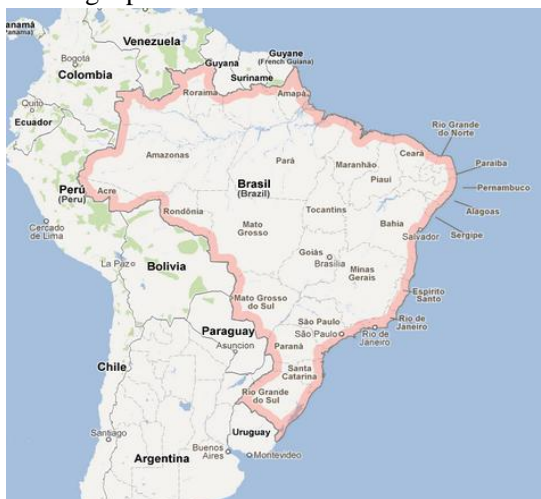 Panamá
(Panama)
Venezuela
Bogotá
Colombia
Guyana
Guyane
(French Guiana)
Suriname
Roraima
Amapá
Quito
Ecuador
Rio Grande
do Norte
Amazonas
Pará
Maranhão
Ceará
Paraiba
Piauí
Brasil
(Brazil)
Pernambuco
Perú
(Peru)
Acre
Alagoas
Tocantins
Rondônia
Bahia
Mato
Grosso
Salvador
Sergipe
Cercado
de Lima
Goiás
Brasília
La Paz
Bolivia
Minas
Gerais
Espirito
Santo
Mato Grosso
do Sul
São Paulo
Rio de
Janeiro
Paraguay
São Paulo
Rio de
Janeiro
Asuncion
Paraná
Chile
Santa
Catarina
Rio Grande
do Sul
Uruguay
Santiago
Buenos
Aires
Montevideo
Argentina